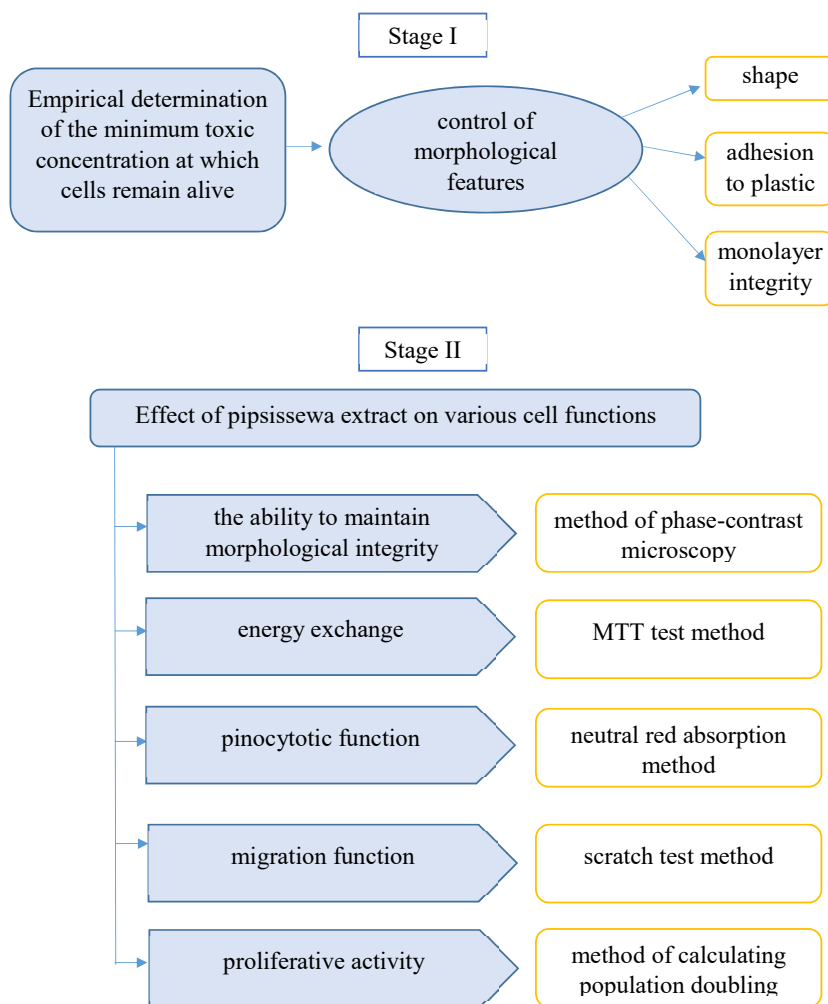 Stage I
Empirical determination
of the minimum toxic
concentration at which
cells remain alive
control of
morphological
features
shape
adhesion
to plastic
monolayer
integrity
Stage II
Effect of pipsissewa extract on various cell functions
the ability to maintain
morphological integrity
method of phase-contrast
microscopy
energy exchange
MTT test method
pinocytotic function
neutral red absorption
method
migration function
scratch test method
proliferative activity
method of calculating
population doubling